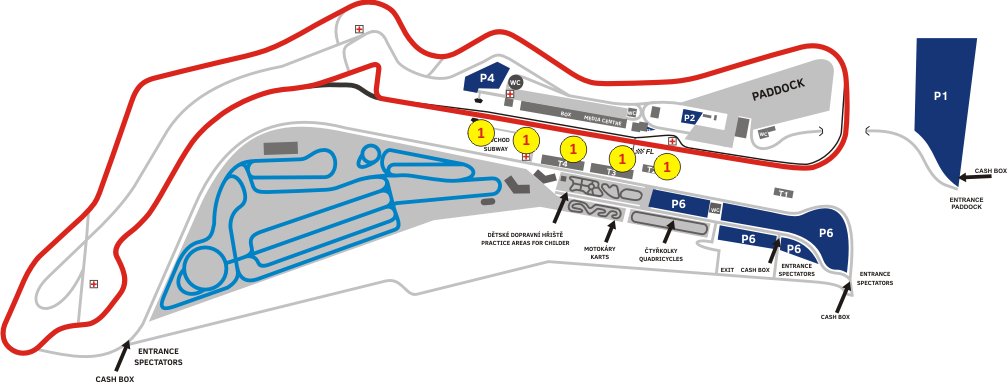 P4
WC
BOX
MEDIA CENTRE
WC
P2
PADDOCK
WC
P1
CASH BOX
ENTRANCE
PADDOCK
1
1
1
1
1
SUBWAY
FL
T4
T3
T1
P6
WC
P6
P6
P6
DĚTSKÉ DOPRAVNÍ HŘIŠTĚ
PRACTICE AREAS FOR CHILDER
MOTOKÁRY
KARTS
ČTYŘKOLKY
QUADRICYCLES
EXIT
CASH BOX
ENTRANCE
SPECTATORS
ENTRANCE
SPECTATORS
CASH BOX
ENTRANCE
SPECTATORS
CASH BOX